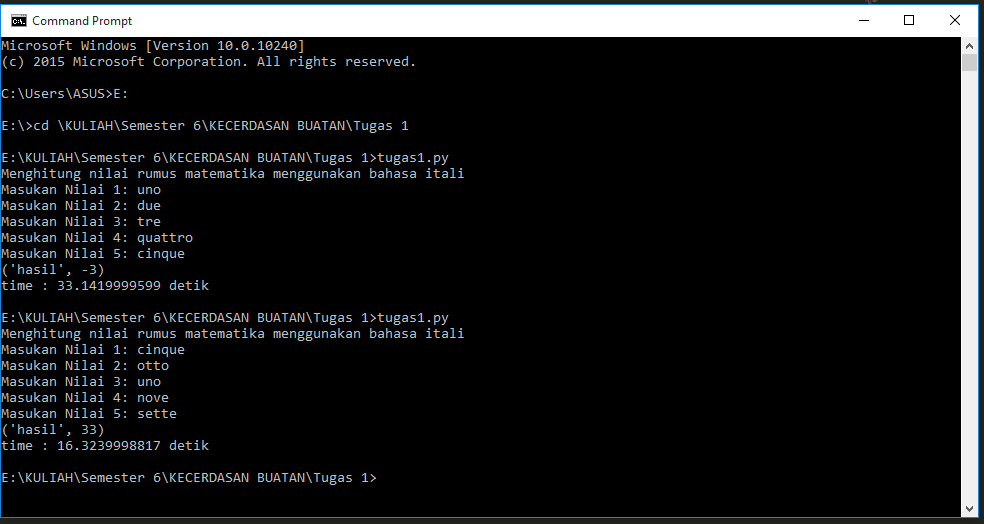 Command Prompt
Microsoft Windows [Version 10.0.10240]
(c) 2015 Microsoft Corporation. All rights reserved.
C:\Users\ASUS>E:
E:\>cd \KULIAH\Semester 6\KECERDASAN BUATAN\Tugas 1
E:\KULIAH\Semester 6\KECERDASAN BUATAN\Tugas 1>tugas1.py
Menghitung nilai rumus matematika menggunakan bahasa itali
Masukan Nilai 1: uno
Masukan Nilai 2: due
Masukan Nilai 3: tre
Masukan Nilai 4: quattro
Masukan Nilai 5: cinque
('hasil', -3)
time : 33.1419999599 detik
E:\KULIAH\Semester 6\KECERDASAN BUATAN\Tugas 1>tugas1.py
Menghitung nilai rumus matematika menggunakan bahasa itali
Masukan Nilai 1: cinque
Masukan Nilai 2: otto
Masukan Nilai 3: uno
Masukan Nilai 4: nove
Masukan Nilai 5: sette
('hasil', 33)
time : 16.3239998817 detik
E:\KULIAH\Semester 6\KECERDASAN BUATAN\Tugas 1>